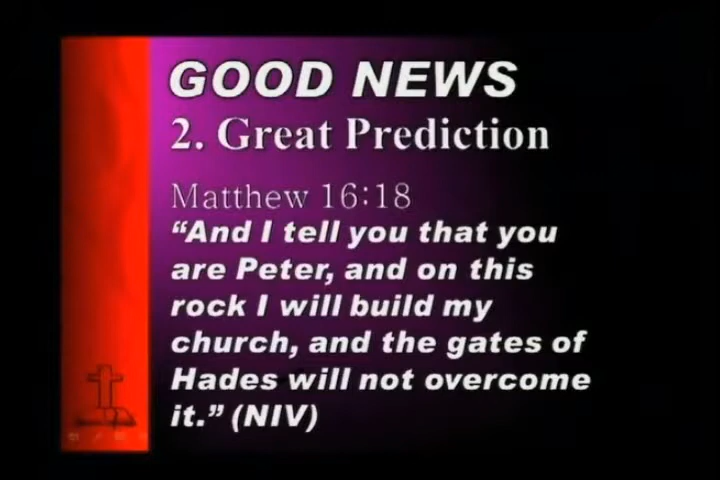 GOOD NEWS
2. Great Prediction
Matthew 16:18
“And I tell you that you
are Peter, and on this
rock I will build my
church, and the gates of
Hades will not overcome
it.” (NIV)